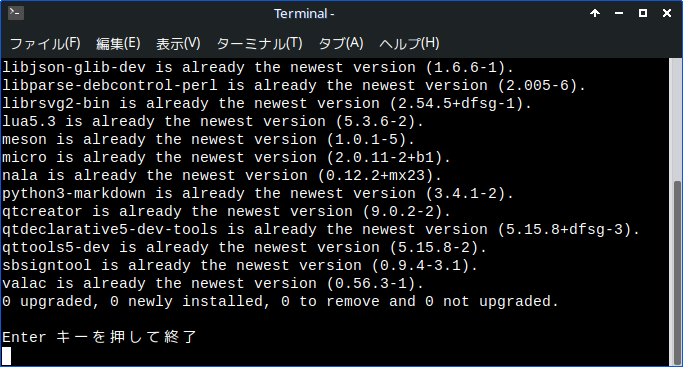 Terminal -
ファイル(F) 編集(E) 表示(V) ターミナル(T) タブ(A) ヘルプ(H)
libjson-glib-dev is already the newest version (1.6.6-1).
libparse-debcontrol-perl is already the newest version (2.005-6).
librsvg2-bin is already the newest version (2.54.5+dfsg-1).
lua5.3 is already the newest version (5.3.6-2).
meson is already the newest version (1.0.1-5).
micro is already the newest version (2.0.11-2+b1).
nala is already the newest version (0.12.2+mx23).
python3-markdown is already the newest version (3.4.1-2).
qtcreator is already the newest version (9.0.2-2).
qtdeclarative5-dev-tools is already the newest version (5.15.8+dfsg-3).
qttools5-dev is already the newest version (5.15.8-2).
sbsigntool is already the newest version (0.9.4-3.1).
valac is already the newest version (0.56.3-1).
0 upgraded, 0 newly installed, 0 to remove and 0 not upgraded.
Enter キーを押して終了